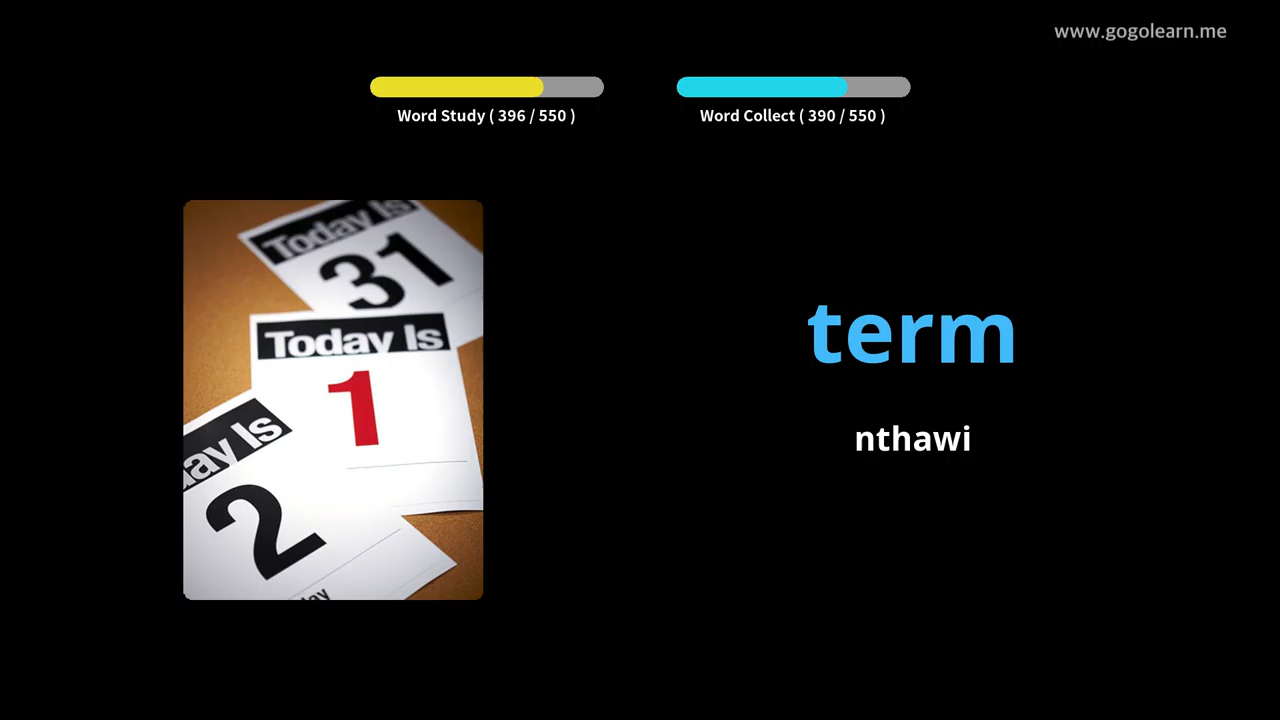 www.gogolearn.me
Word Study ( 396 / 550 )
Word Collect ( 390 / 550 )
Today Is
31
Today Is
1
ay Is
2
term
nthawi